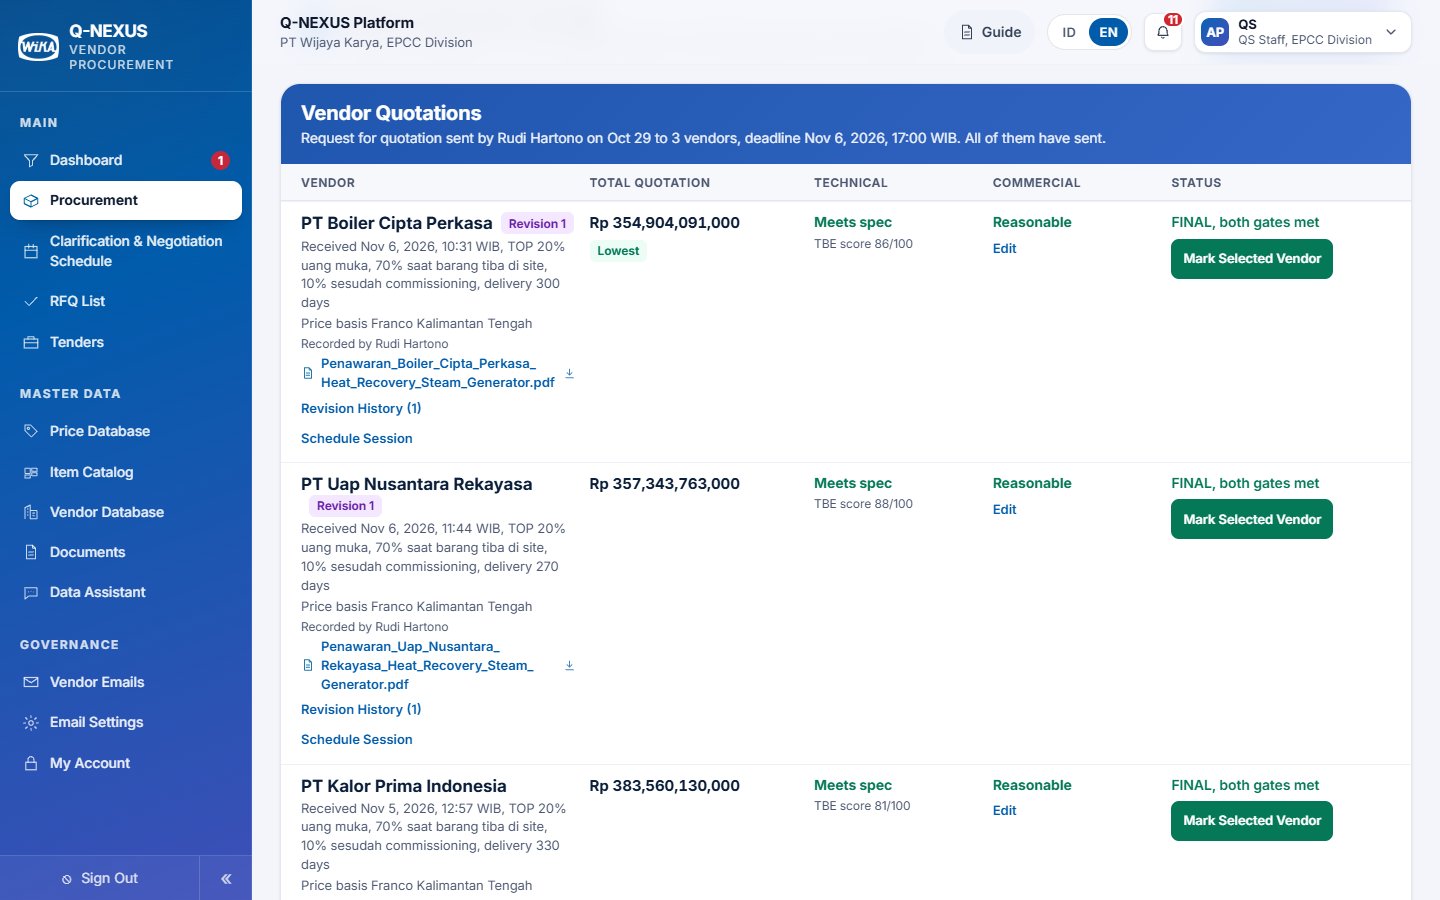 WIKA
Q-NEXUS
VENDOR
PROCUREMENT
MAIN
Dashboard 1
Procurement
Clarification & Negotiation
Schedule
RFQ List
Tenders
MASTER DATA
Price Database
Item Catalog
Vendor Database
Documents
Data Assistant
GOVERNANCE
Vendor Emails
Email Settings
My Account
Sign Out «
Q-NEXUS Platform
PT Wijaya Karya, EPCC Division
Guide
ID EN
11
AP
QS
QS Staff, EPCC Division
Vendor Quotations
Request for quotation sent by Rudi Hartono on Oct 29 to 3 vendors, deadline Nov 6, 2026, 17:00 WIB. All of them have sent.
VENDOR TOTAL QUOTATION TECHNICAL COMMERCIAL STATUS
PT Boiler Cipta Perkasa Revision 1
Received Nov 6, 2026, 10:31 WIB, TOP 20%
uang muka, 70% saat barang tiba di site,
10% sesudah commissioning, delivery 300
days
Price basis Franco Kalimantan Tengah
Recorded by Rudi Hartono
Penawaran_Boiler_Cipta_Perkasa_
Heat_Recovery_Steam_Generator.pdf
Revision History (1)
Schedule Session
Rp 354,904,091,000
Lowest
Meets spec
TBE score 86/100
Reasonable
Edit
FINAL, both gates met
Mark Selected Vendor
PT Uap Nusantara Rekayasa
Revision 1
Received Nov 6, 2026, 11:44 WIB, TOP 20%
uang muka, 70% saat barang tiba di site,
10% sesudah commissioning, delivery 270
days
Price basis Franco Kalimantan Tengah
Recorded by Rudi Hartono
Penawaran_Uap_Nusantara_
Rekayasa_Heat_Recovery_Steam_
Generator.pdf
Revision History (1)
Schedule Session
Rp 357,343,763,000
Meets spec
TBE score 88/100
Reasonable
Edit
FINAL, both gates met
Mark Selected Vendor
PT Kalor Prima Indonesia
Received Nov 5, 2026, 12:57 WIB, TOP 20%
uang muka, 70% saat barang tiba di site,
10% sesudah commissioning, delivery 330
days
Price basis Franco Kalimantan Tengah
Rp 383,560,130,000
Meets spec
TBE score 81/100
Reasonable
Edit
FINAL, both gates met
Mark Selected Vendor